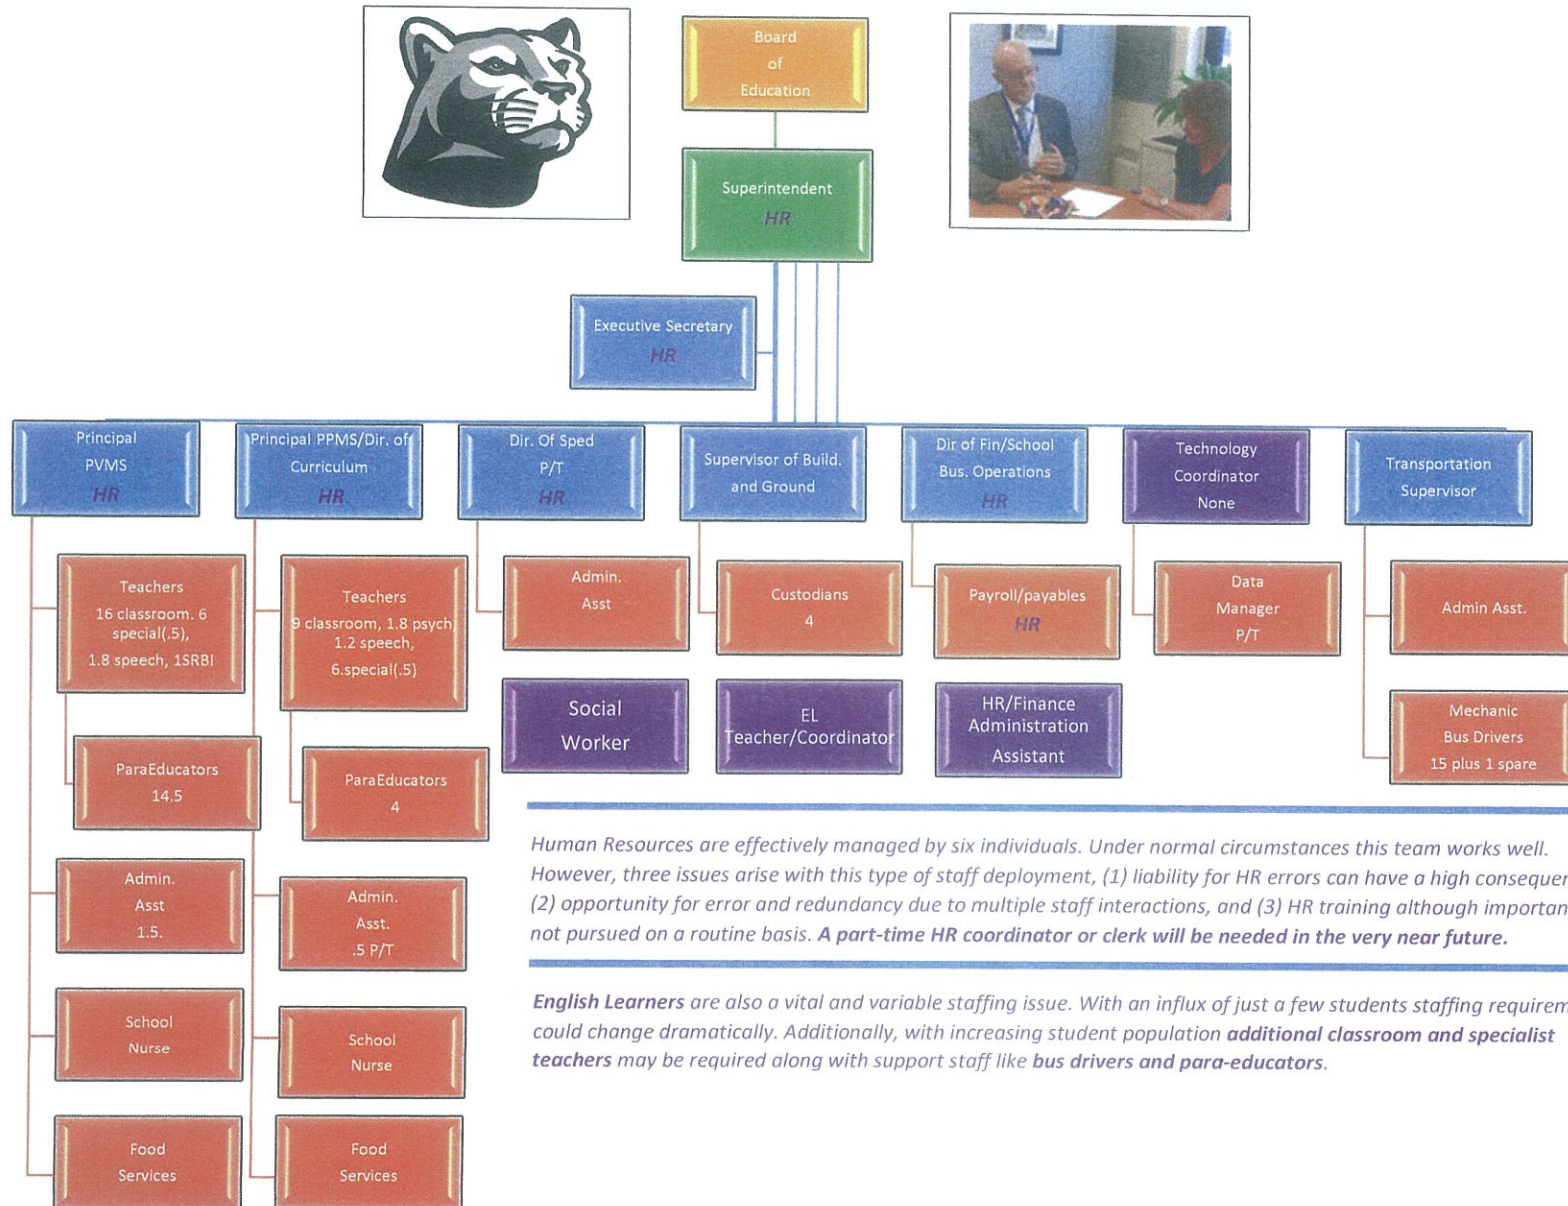 Board
of
Education
Superintendent
HR
Executive Secretary
HR
Principal
PVMS
HR
Principal PPMS/Dir. of
Curriculum
HR
Dir. Of Sped
P/T
HR
Supervisor of Build.
and Ground
Dir of Fin/School
Bus. Operations
HR
Technology
Coordinator
None
Transportation
Supervisor
Teachers
16 classroom. 6
special(.5),
1.8 speech, 1SRBI
Teachers
9 classroom, 1.8 psych,
1.2 speech,
6.special(.5)
Admin.
Asst
Custodians
4
Payroll/payables
HR
Data
Manager
P/T
Admin Asst.
Social
Worker
EL
Teacher/Coordinator
HR/Finance
Administration
Assistant
Mechanic
Bus Drivers
15 plus 1 spare
ParaEducators
14.5
ParaEducators
4
Admin.
Asst
1.5.
Admin.
Asst.
.5 P/T
School
Nurse
School
Nurse
Food
Services
Food
Services
Human Resources are effectively managed by six individuals. Under normal circumstances this team works well.
However, three issues arise with this type of staff deployment, (1) liability for HR errors can have a high consequen
(2) opportunity for error and redundancy due to multiple staff interactions, and (3) HR training although importan
not pursued on a routine basis. A part-time HR coordinator or clerk will be needed in the very near future.
English Learners are also a vital and variable staffing issue. With an influx of just a few students staffing requirem
could change dramatically. Additionally, with increasing student population additional classroom and specialist
teachers may be required along with support staff like bus drivers and para-educators.